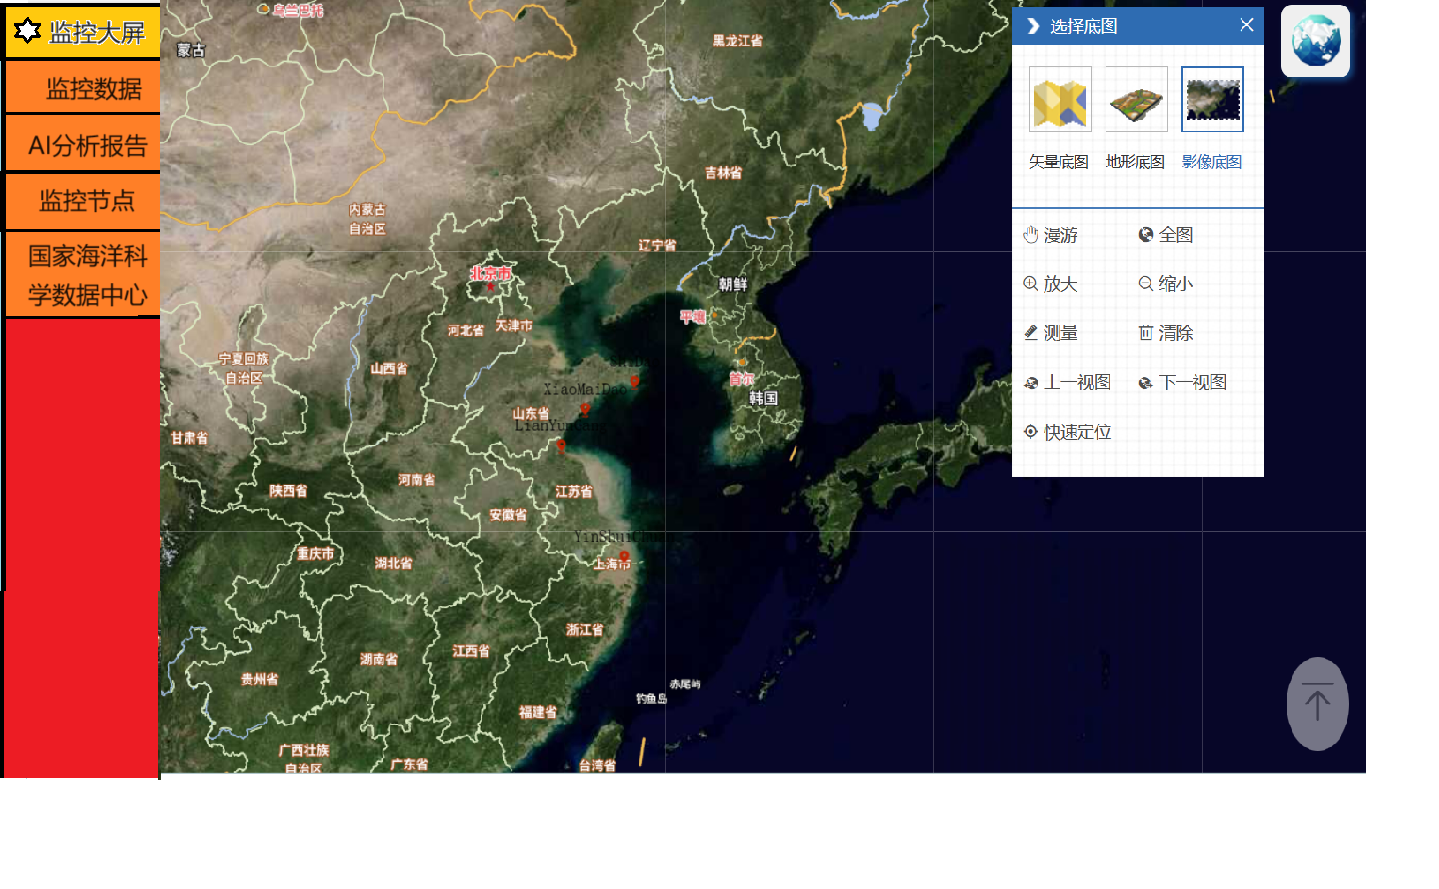 监控大屏
监控数据
AI分析报告
监控节点
国家海洋科
学数据中心
乌兰巴托
蒙古
黑龙江省
吉林省
内蒙古
自治区
辽宁省
北京市
朝鲜
平壤
河北省
天津市
宁夏回族
自治区
山西省
首尔
韩国
XiaoMaiDao
山东省
LianYunGang
甘肃省
河南省
陕西省
江苏省
安徽省
重庆市
湖北省
上海市
浙江省
湖南省
江西省
贵州省
赤尾屿
钓鱼岛
福建省
广西壮族
自治区
广东省
台湾省
选择底图
矢量底图
地形底图
影像底图
漫游
全图
放大
缩小
测量
清除
上一视图
下一视图
快速定位